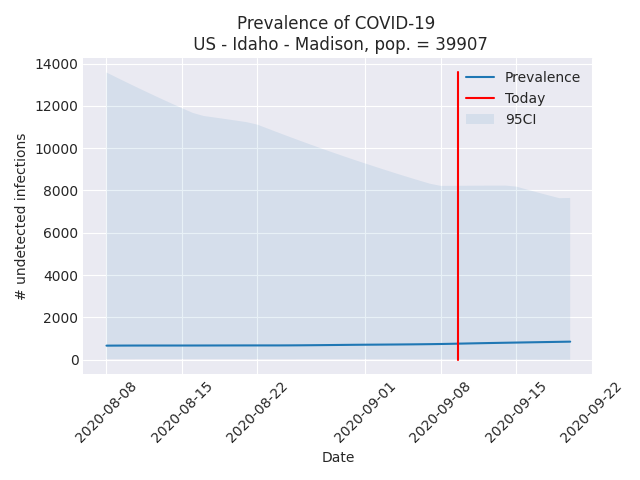 Prevalence of COVID-19
US - Idaho - Madison, pop. = 39907
14000
12000
10000
8000
6000
4000
2000
0
# undetected infections
Prevalence
Today
95CI
2020-08-08
2020-08-15
2020-08-22
2020-09-01
2020-09-08
2020-09-15
2020-09-22
Date